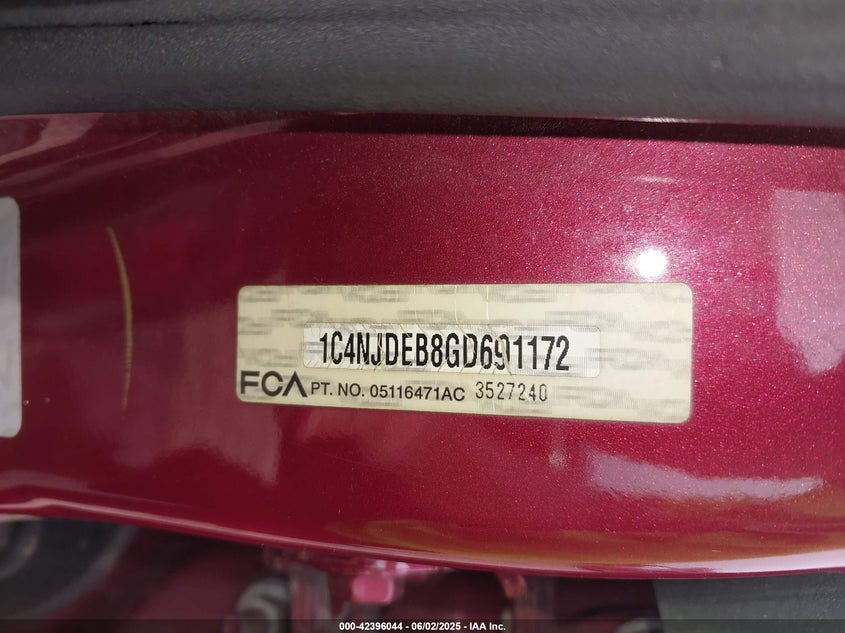 1C4NJDEB8GD691172
FCA PT. NO. 05116471AC 3527240
000-42396044 | 06/02/2025 - IAA Inc.